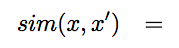 sim(x, x′) =